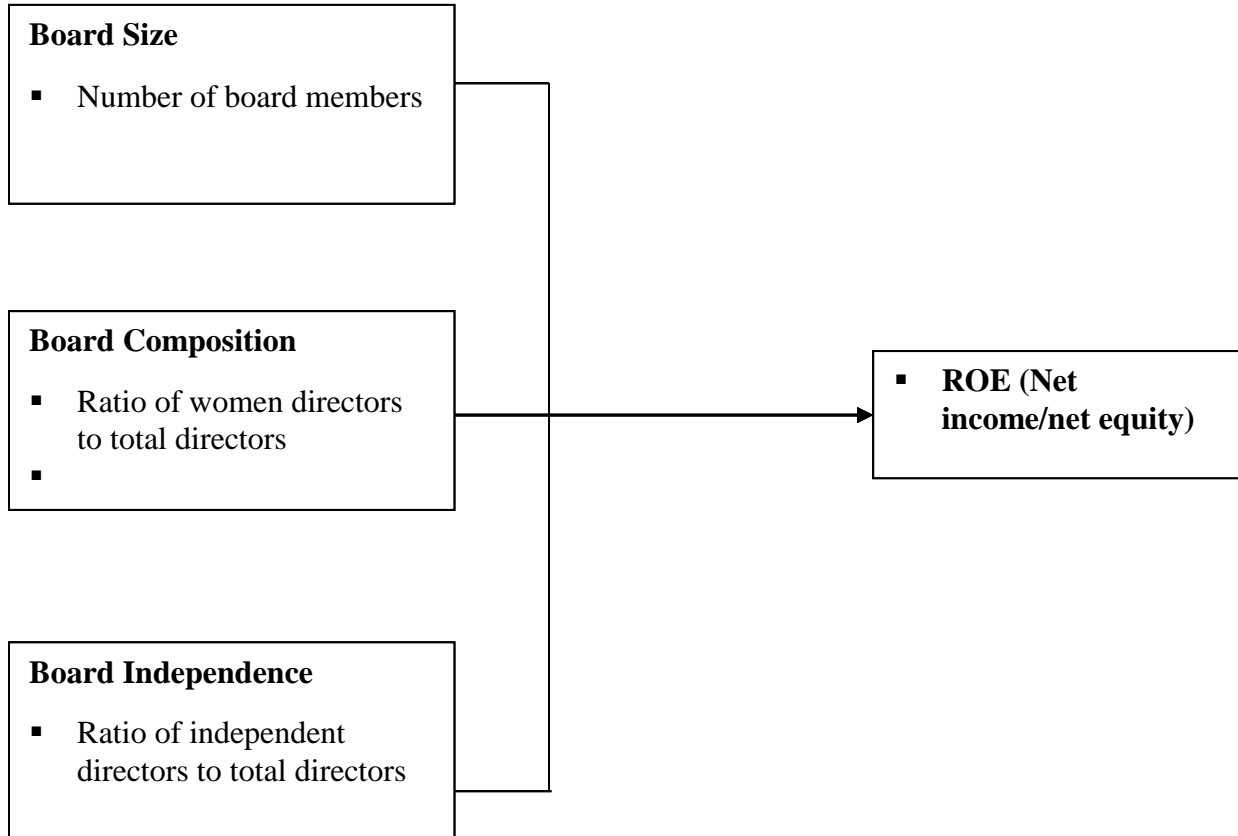 Board Size
▪ Number of board members
Board Composition
▪ Ratio of women directors
to total directors
▪
Board Independence
▪ Ratio of independent
directors to total directors
▪ ROE (Net
income/net equity)